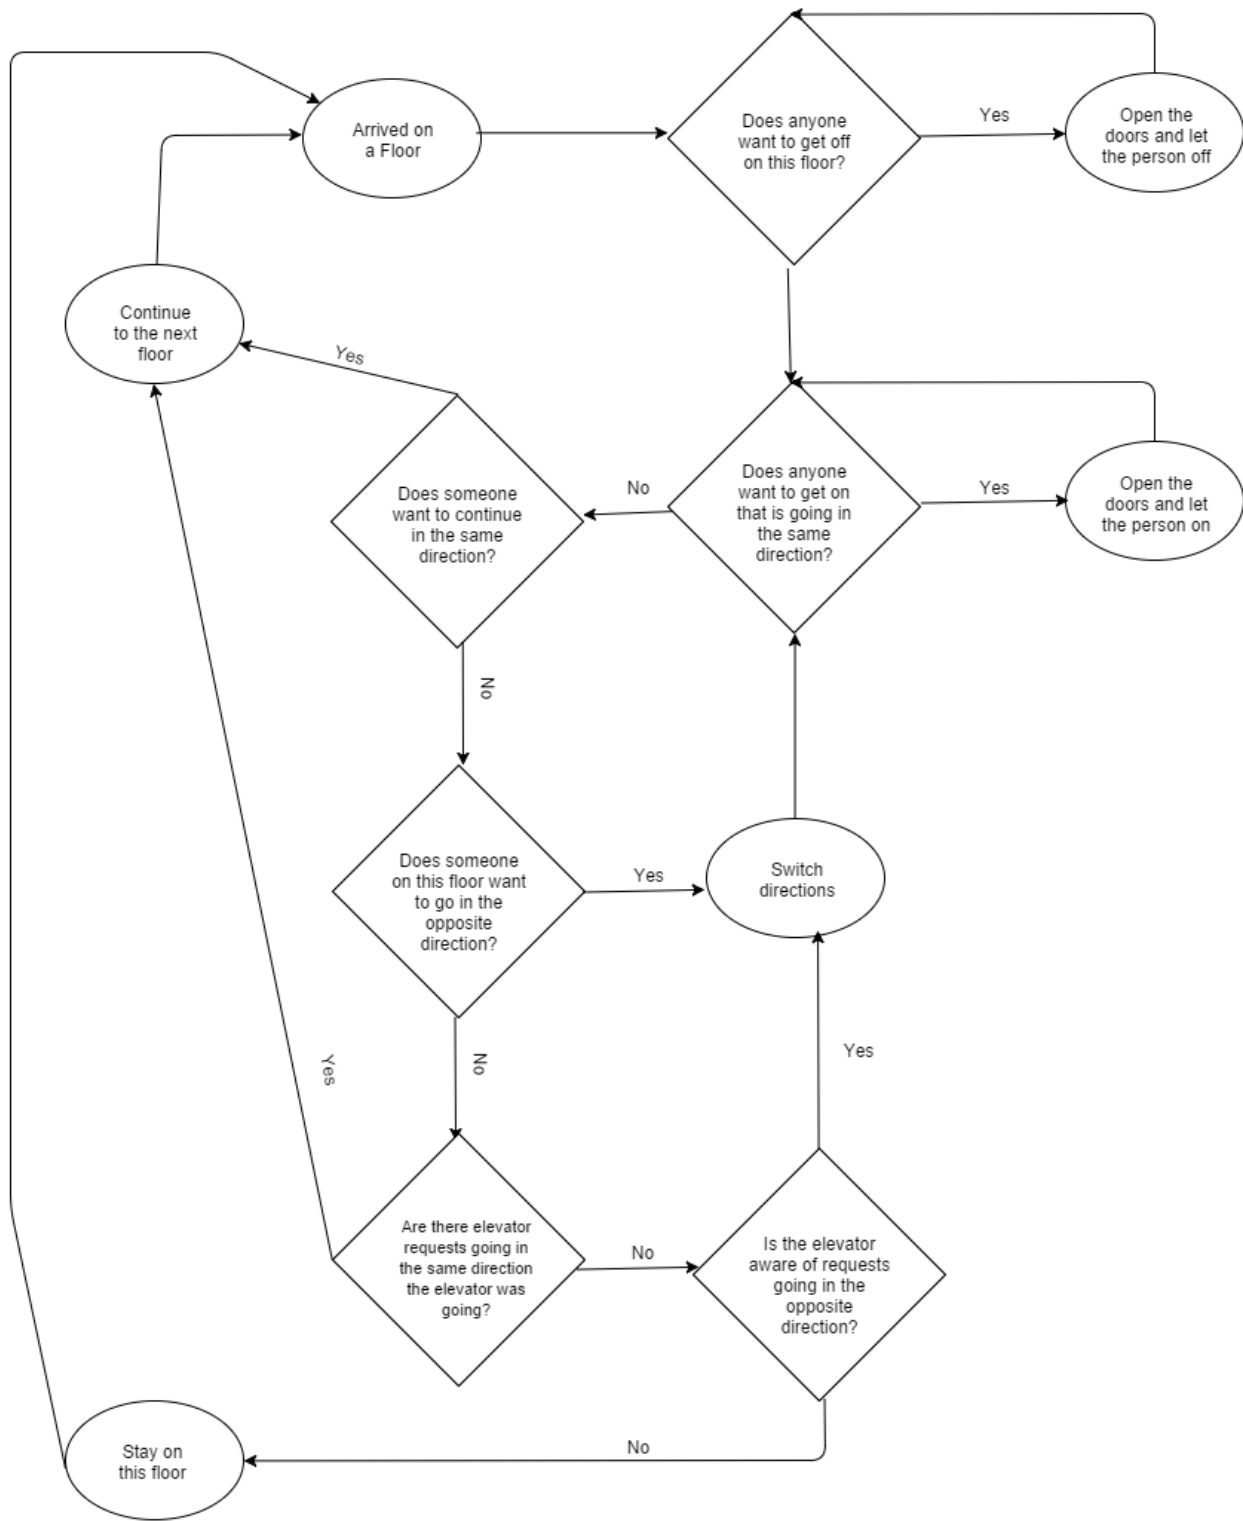 Arrived on
a Floor
Does anyone
want to get off
on this floor?
Yes
Open the
doors and let
the person off
Continue
to the next
floor
Yes
Does someone
want to continue
in the same
direction?
No
Does anyone
want to get on
that is going in
the same
direction?
Yes
Open the
doors and let
the person on
No
Does someone
on this floor want
to go in the
opposite
direction?
Yes
Switch
directions
Yes
No
Yes
Are there elevator
requests going in
the same direction
the elevator was
going?
No
Is the elevator
aware of requests
going in the
opposite
direction?
Stay on
this floor
No